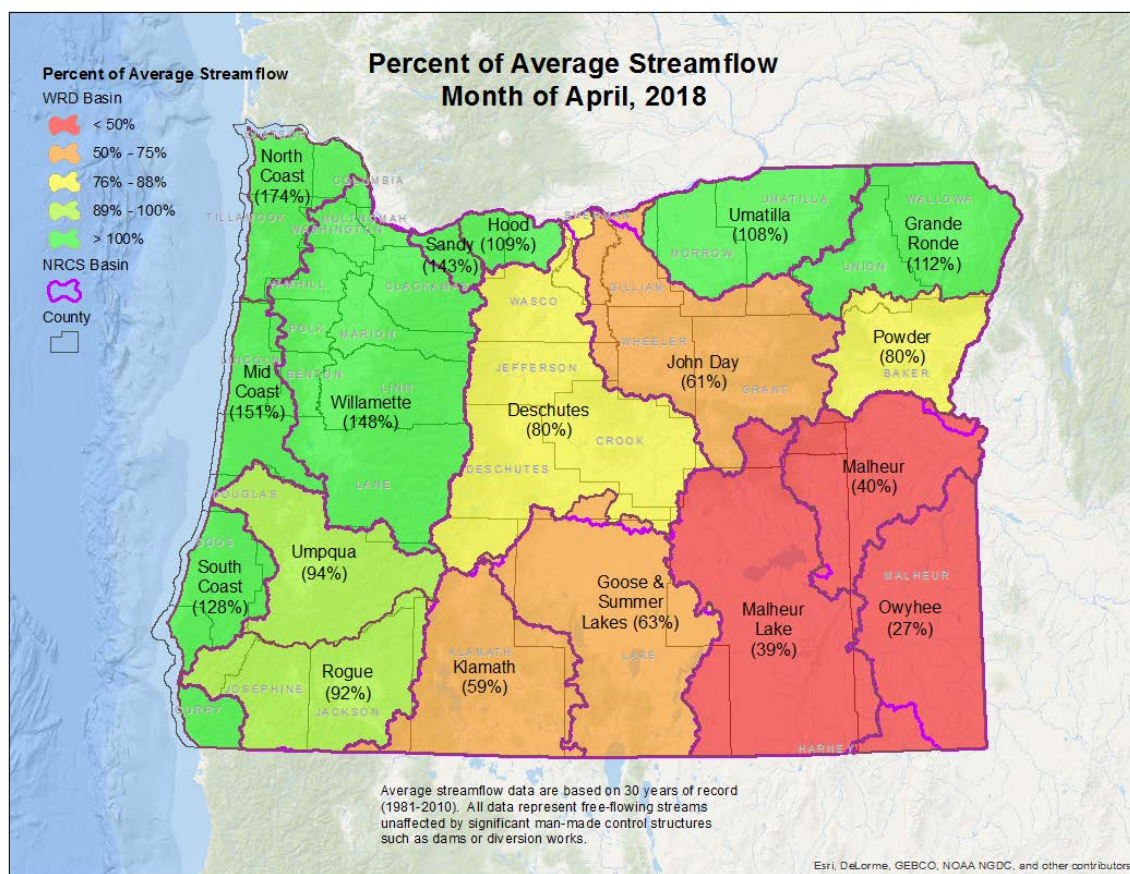 Percent of Average Streamflow
Month of April, 2018
Percent of Average Streamflow
WRD Basin
< 50%
50% - 75%
76% - 88%
89% - 100%
> 100%
NRCS Basin
County
North
Coast
(174%)
COLUMBIA
TILLAMOOK
MULTNOMAH
WASHINGTON
Sandy
(143%)
Hood
(109%)
SHERMAN
Umatilla
(108%)
UMATILLA
MORROW
WALLOWA
Grande
Ronde
(112%)
UNION
YAMHILL
CLACKAMAS
WASCO
GILLIAM
POLK
MARION
WHEELER
Powder
(80%)
BAKER
LINCOLN
BENTON
LINN
JEFFERSON
John Day
(61%)
GRANT
Mid
Coast
(151%)
Willamette
(148%)
Deschutes
(80%)
CROOK
DESCHUTES
LANE
Malheur
(40%)
DOUGLAS
COOS
Umpqua
(94%)
South
Coast
(128%)
Goose &
Summer
Lakes (63%)
MALHEUR
Malheur
Lake
(39%)
Owyhee
(27%)
KLAMATH
Klamath
(59%)
LAKE
Rogue
(92%)
JOSEPHINE
JACKSON
CURRY
HARNEY
Average streamflow data are based on 30 years of record
(1981-2010). All data represent free-flowing streams
unaffected by significant man-made control structures
such as dams or diversion works.
Esri, DeLorme, GEBCO, NOAA NGDC, and other contributors